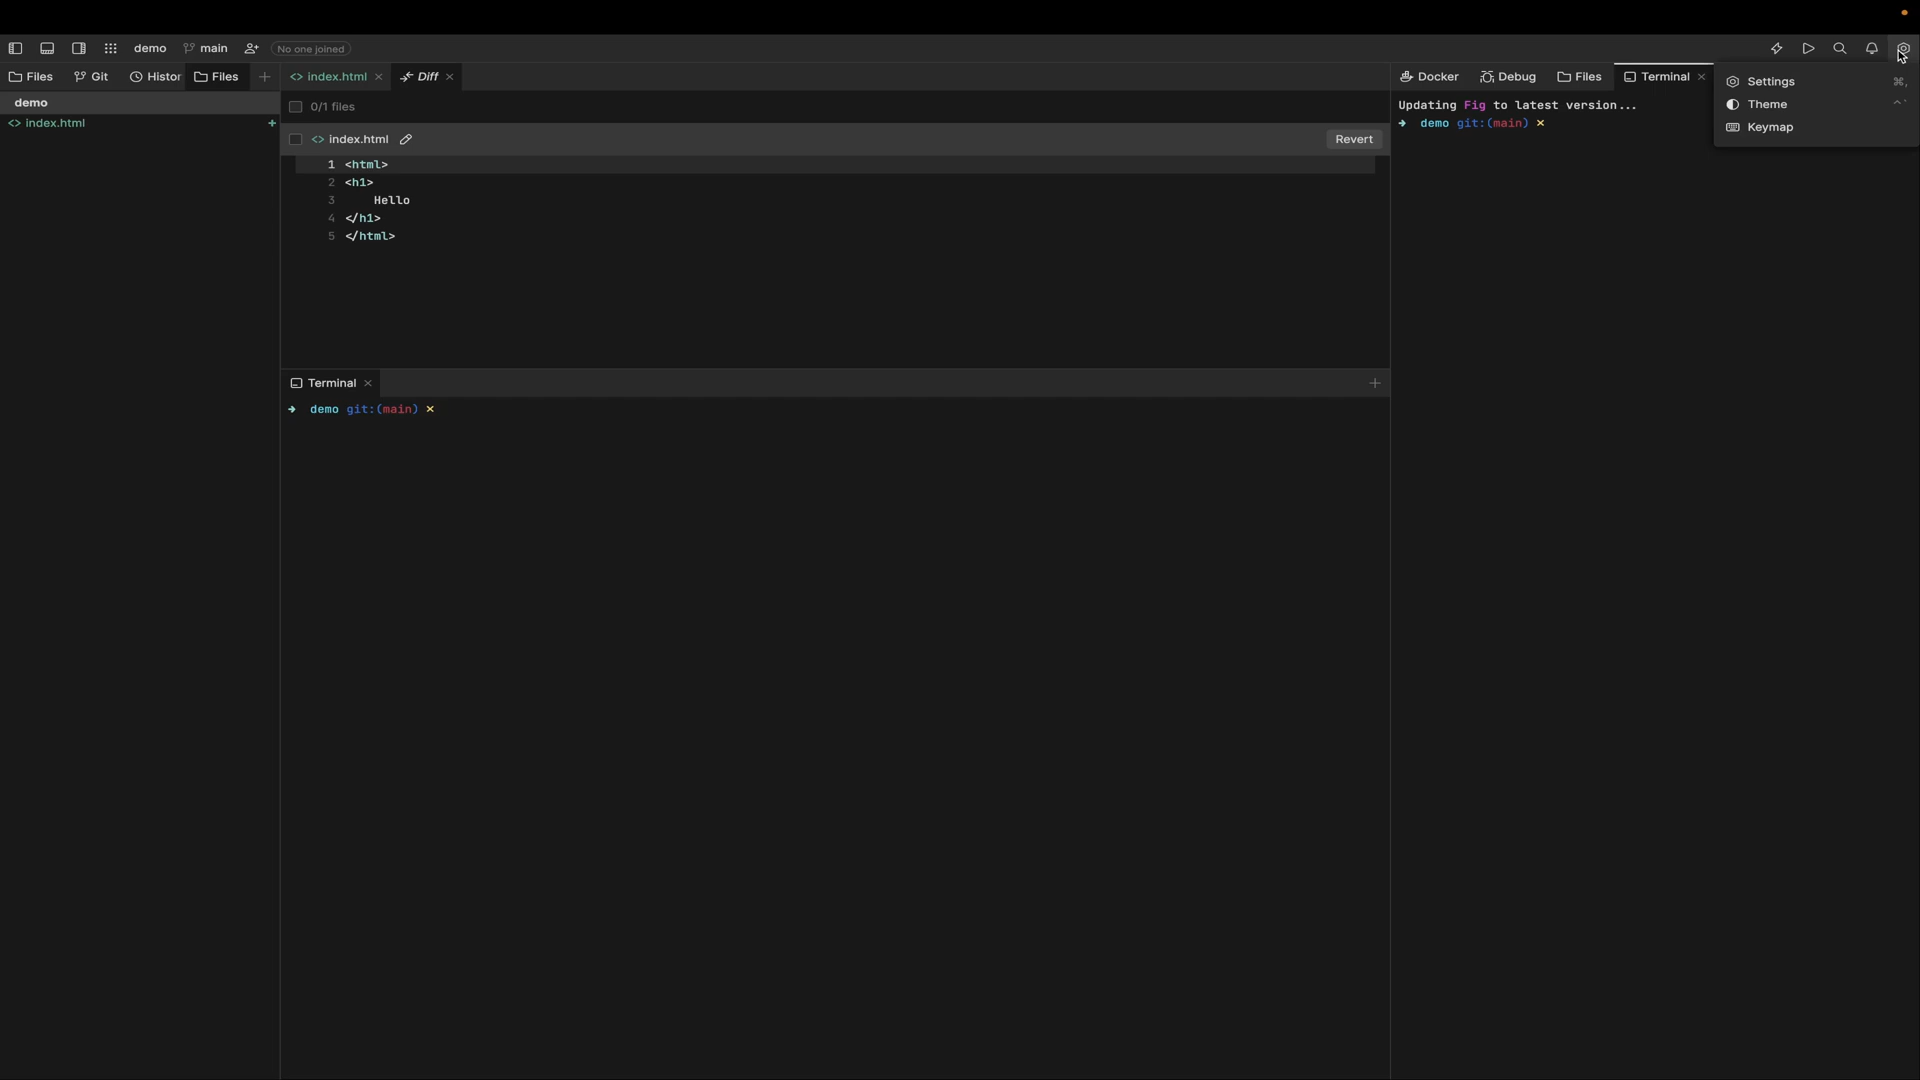 demo main No one joined
Files Git Histor Files
index.html Diff
Docker Debug Files Terminal
Settings ⌘,
Theme ^`
Keymap
demo
index.html +
0/1 files
index.html Revert
1 <html>
2 <h1>
3 Hello
4 </h1>
5 </html>
Terminal
➜ demo git:(main) ✗
Updating Fig to latest version...
➜ demo git:(main) ✗